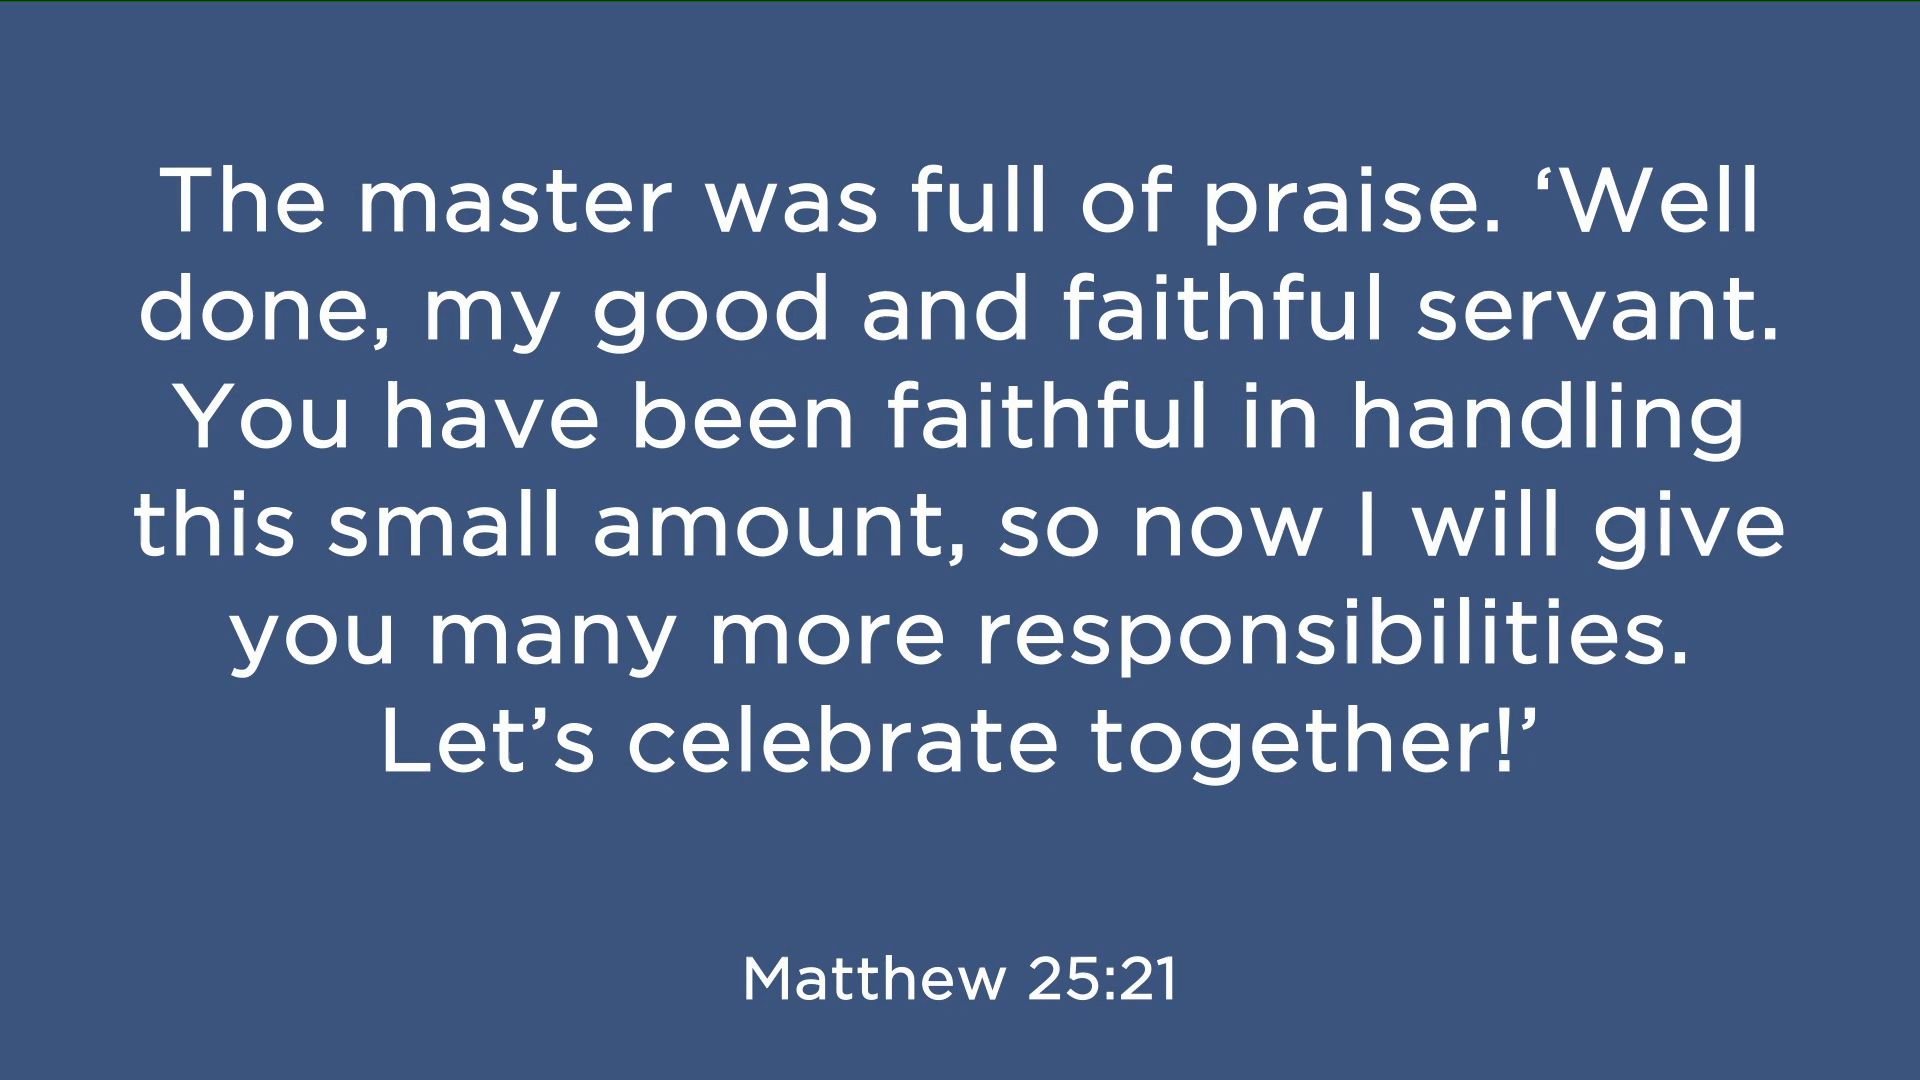 The master was full of praise. ‘Well
done, my good and faithful servant.
You have been faithful in handling
this small amount, so now I will give
you many more responsibilities.
Let’s celebrate together!’
Matthew 25:21